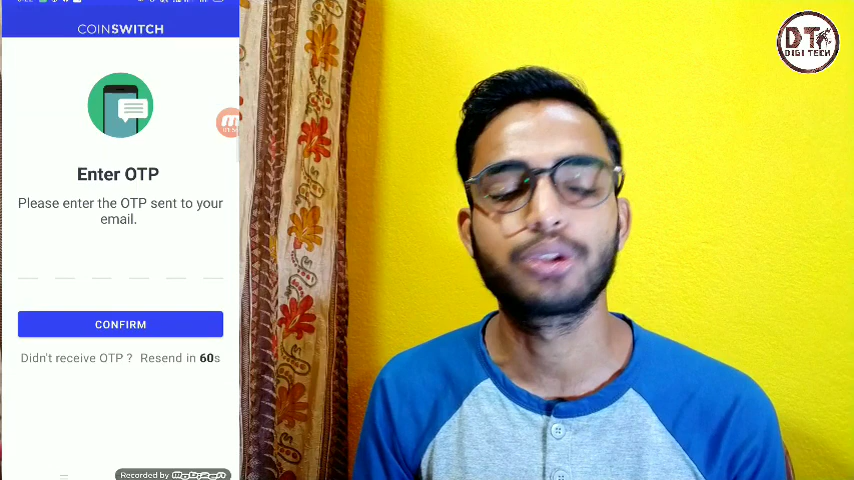 COINSWITCH
Enter OTP
Please enter the OTP sent to your
email.
CONFIRM
Didn't receive OTP ? Resend in 60s
Recorded by Mobizen
DT
DIGI TECH